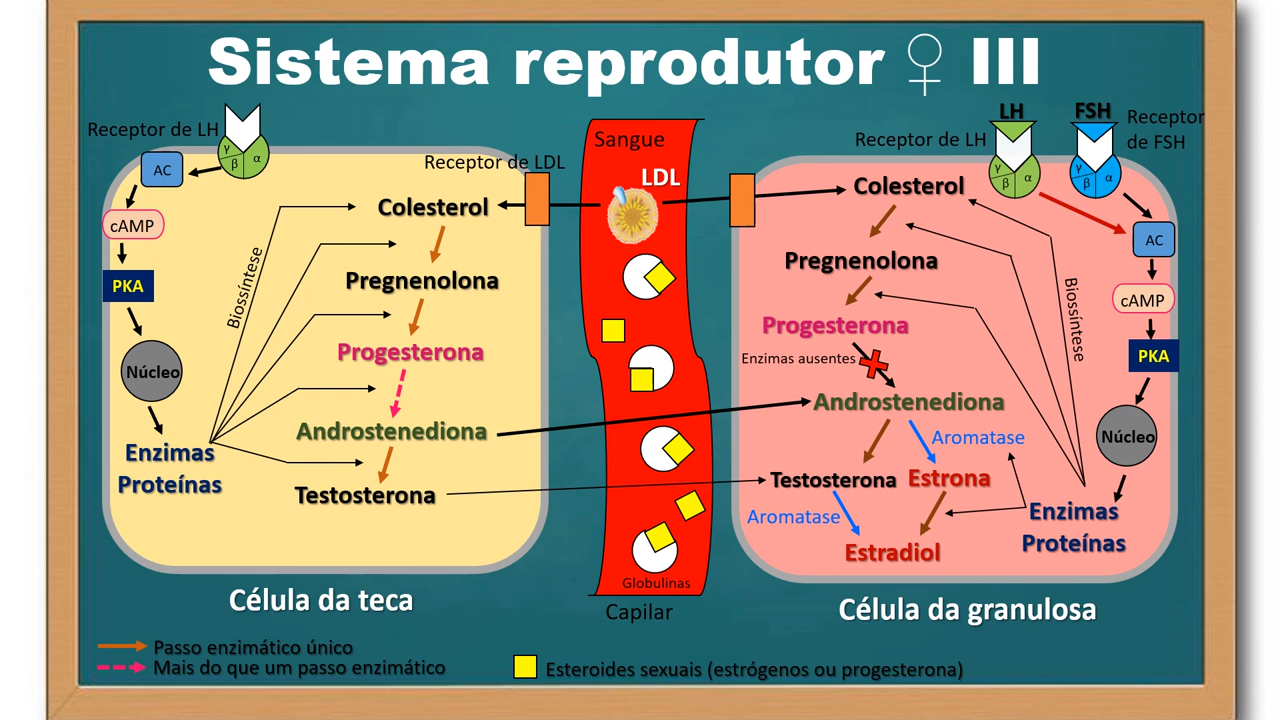 Sistema reprodutor ♀ III
Receptor de LH
γ
β
α
AC
cAMP
PKA
Núcleo
Enzimas
Proteínas
Biossíntese
Receptor de LDL
Colesterol
Pregnenolona
Progesterona
Androstenediona
Testosterona
Célula da teca
Sangue
LDL
Globulinas
Capilar
Receptor de LH
LH
γ
β
α
FSH
γ
β
α
Receptor
de FSH
Colesterol
Pregnenolona
Progesterona
Enzimas ausentes
Androstenediona
Aromatase
Testosterona
Estrona
Aromatase
Estradiol
Biossíntese
AC
cAMP
PKA
Núcleo
Enzimas
Proteínas
Célula da granulosa
Passo enzimático único
Mais do que um passo enzimático
Esteroides sexuais (estrógenos ou progesterona)